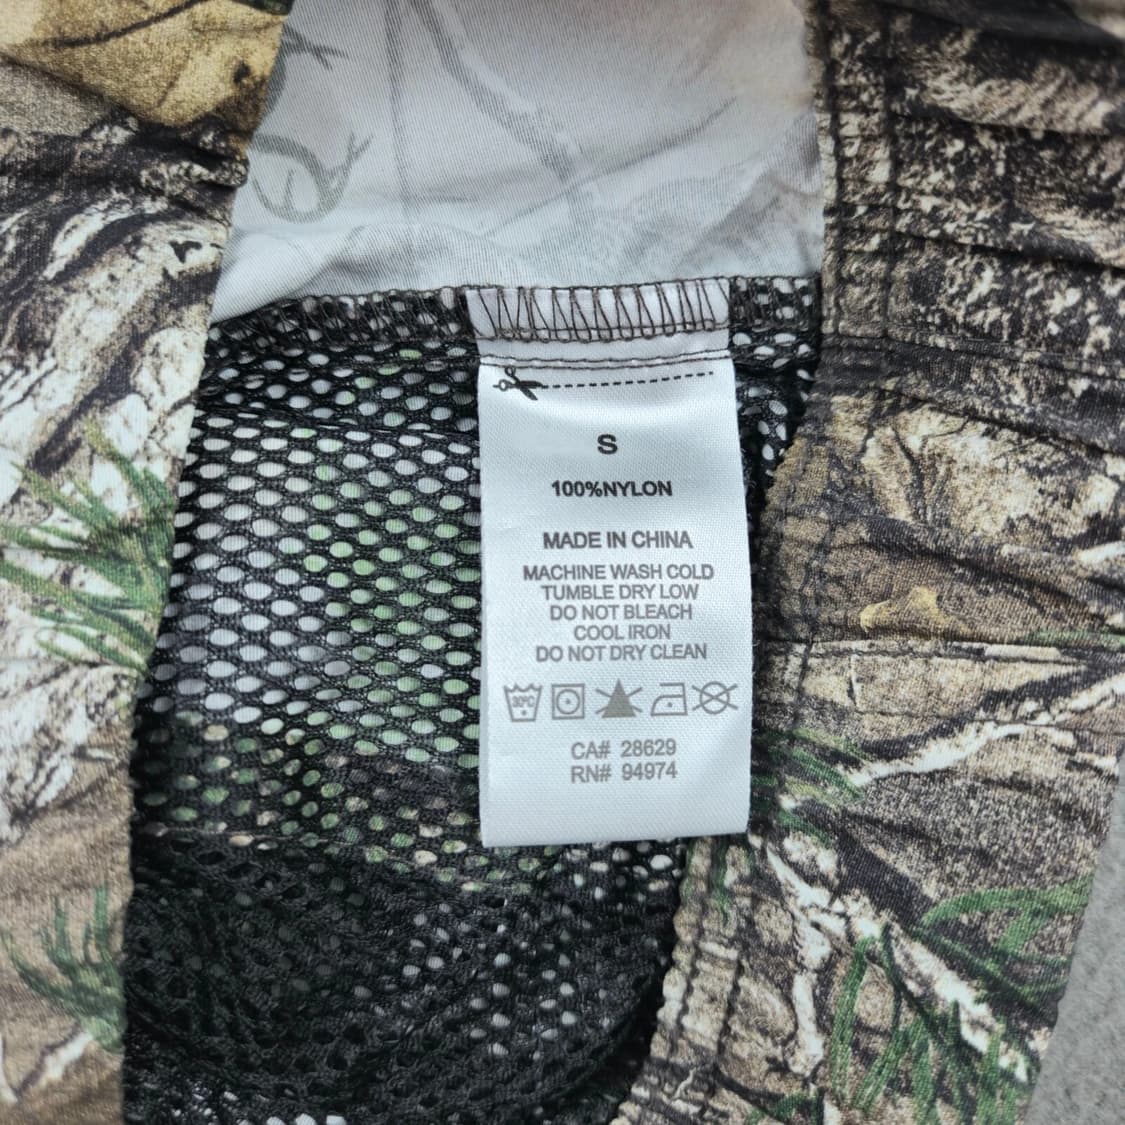 S
100%NYLON
MADE IN CHINA
MACHINE WASH COLD
TUMBLE DRY LOW
DO NOT BLEACH
COOL IRON
DO NOT DRY CLEAN
30°C
CA# 28629
RN# 94974